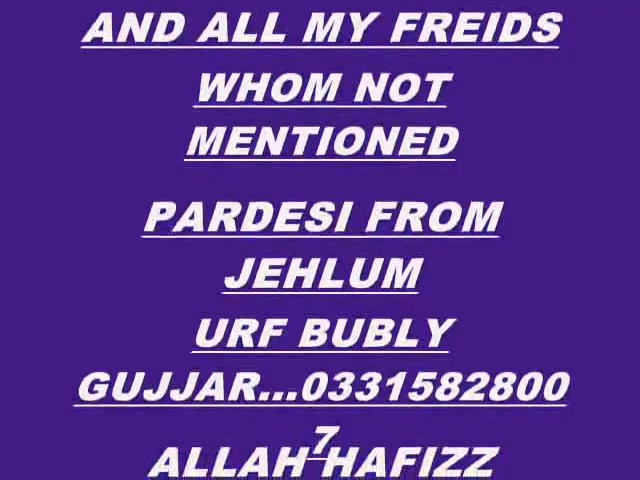 AND ALL MY FREIDS
WHOM NOT
MENTIONED
PARDESI FROM
JEHLUM
URF BUBLY
GUJJAR...0331582800
7
ALLAH HAFIZZ